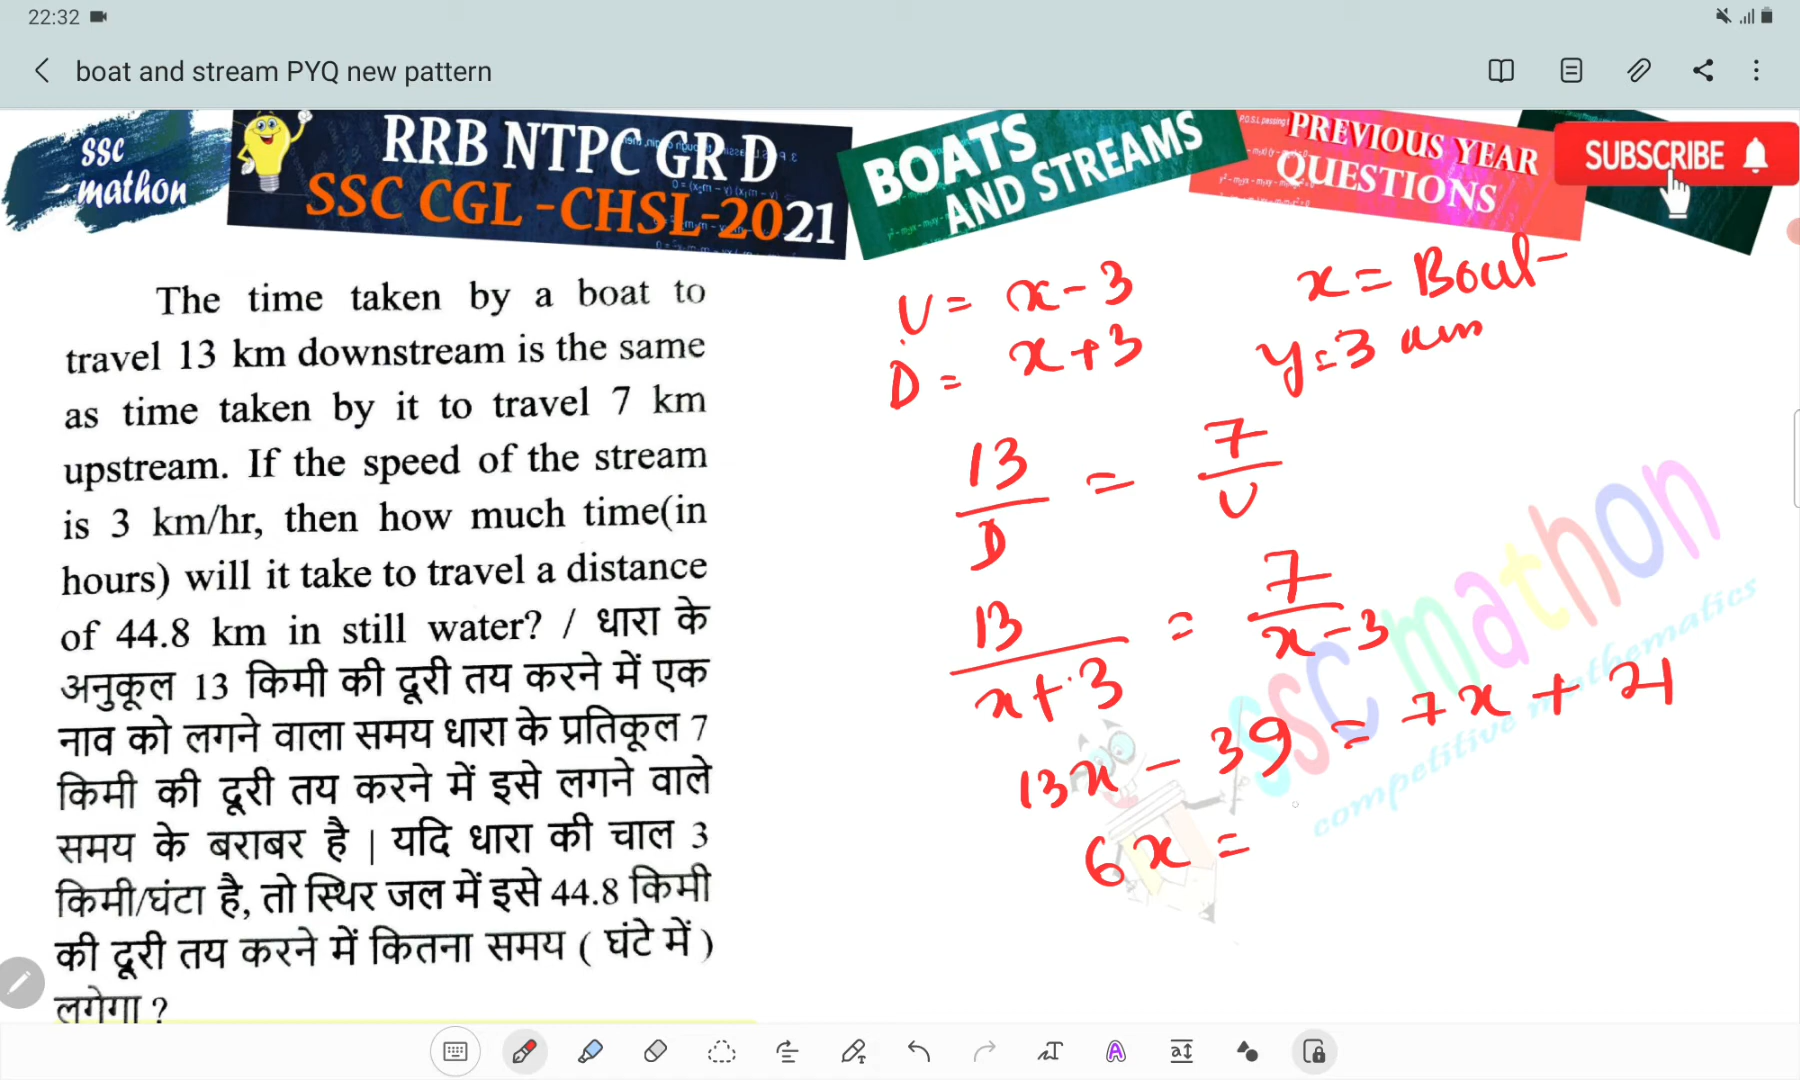 22:32
boat and stream PYQ new pattern
ssc
mathon
RRB NTPC GR D
SSC CGL -CHSL-2021
BOATS
AND STREAMS
PREVIOUS YEAR
QUESTIONS
SUBSCRIBE
The time taken by a boat to
travel 13 km downstream is the same
as time taken by it to travel 7 km
upstream. If the speed of the stream
is 3 km/hr, then how much time(in
hours) will it take to travel a distance
of 44.8 km in still water? / धारा के
अनुकूल 13 किमी की दूरी तय करने में एक
नाव को लगने वाला समय धारा के प्रतिकूल 7
किमी की दूरी तय करने में इसे लगने वाले
समय के बराबर है | यदि धारा की चाल 3
किमी/घंटा है, तो स्थिर जल में इसे 44.8 किमी
की दूरी तय करने में कितना समय ( घंटे में )
लगेगा ?
U = x - 3
D = x + 3
x = Boat
y = 3
13/D = 7/U
13/x+3 = 7/x-3
13x - 39 = 7x + 21
6x =
ssc mathon
competitive mathematics